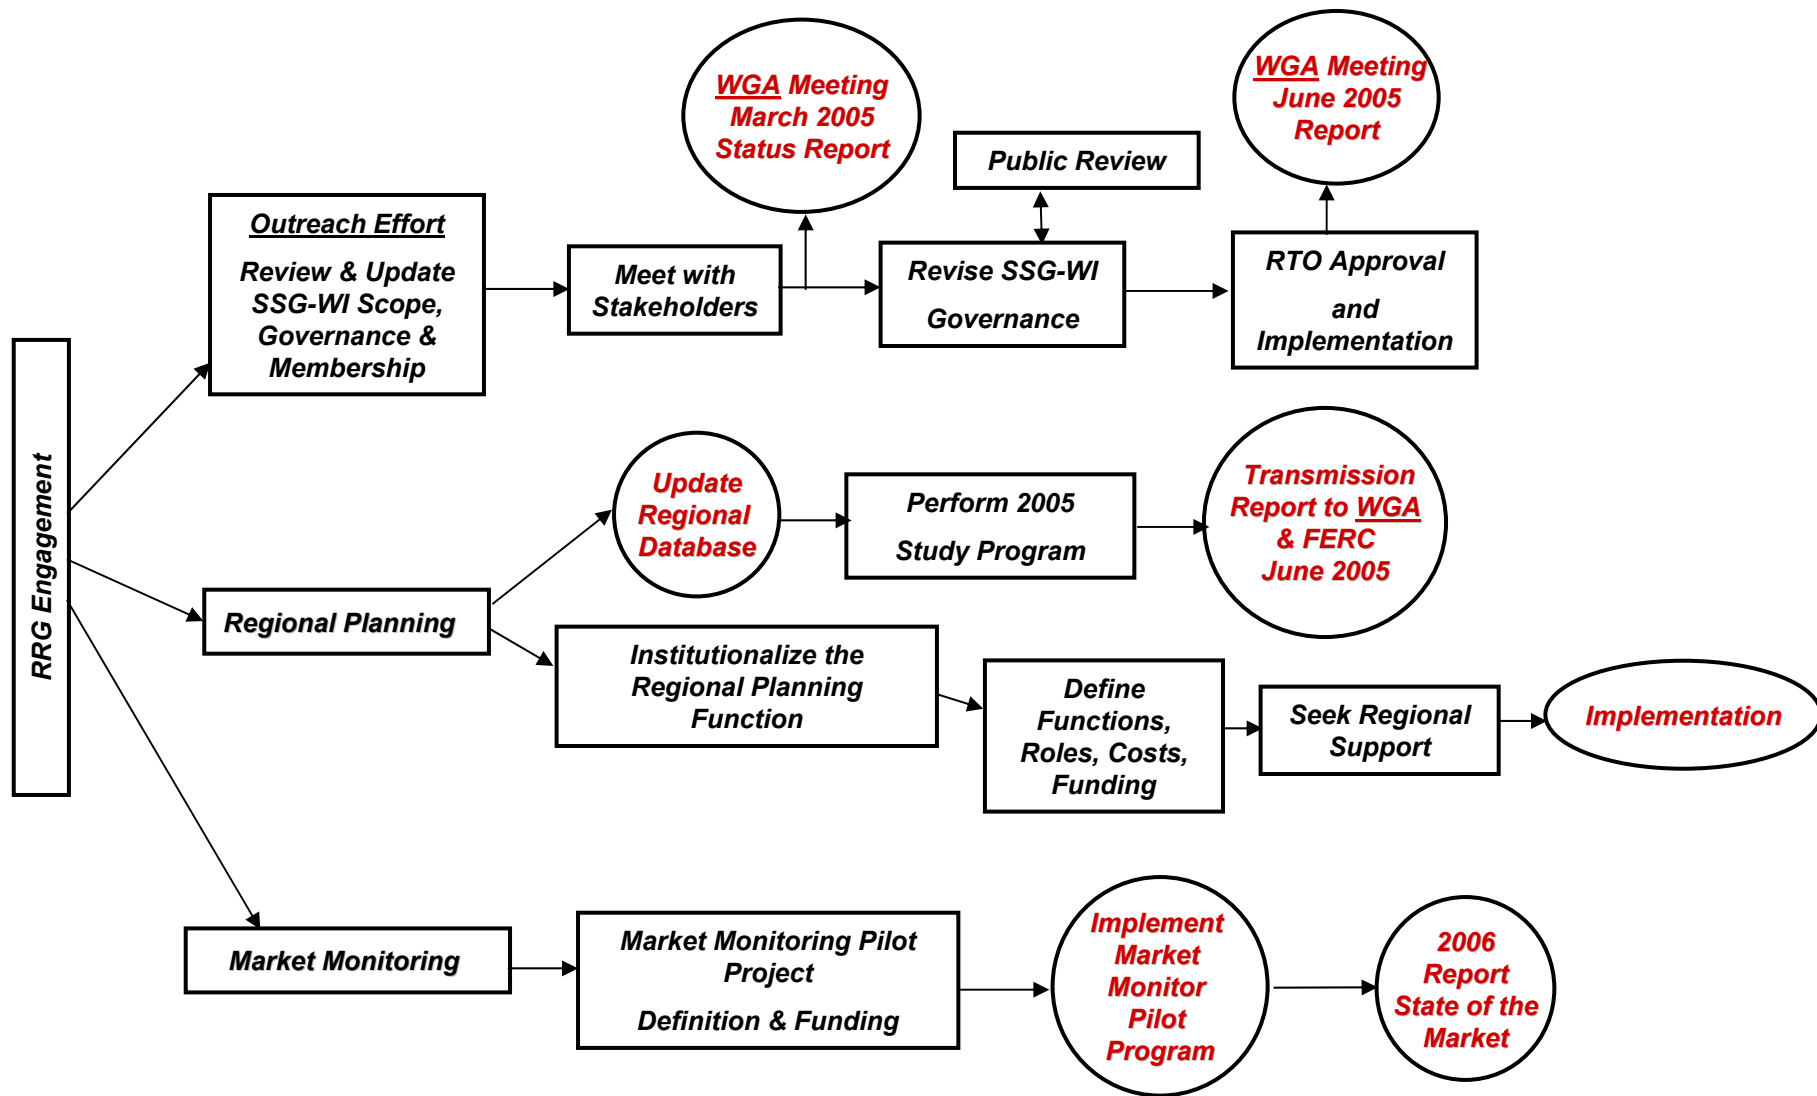 RRG Engagement
Outreach Effort
Review & Update
SSG-WI Scope,
Governance &
Membership
Meet with
Stakeholders
WGA Meeting
March 2005
Status Report
Public Review
Revise SSG-WI
Governance
WGA Meeting
June 2005
Report
RTO Approval
and
Implementation
Regional Planning
Update
Regional
Database
Perform 2005
Study Program
Transmission
Report to WGA
& FERC
June 2005
Institutionalize the
Regional Planning
Function
Define
Functions,
Roles, Costs,
Funding
Seek Regional
Support
Implementation
Market Monitoring
Market Monitoring Pilot
Project
Definition & Funding
Implement
Market
Monitor
Pilot
Program
2006
Report
State of the
Market